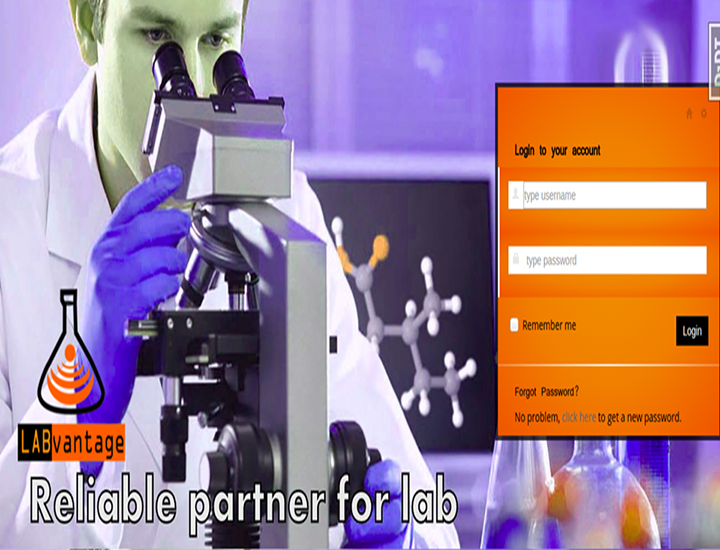 Login to your account
type username
type password
Remember me
Login
Forgot Password?
No problem, click here to get a new password.
LABvantage
Reliable partner for lab